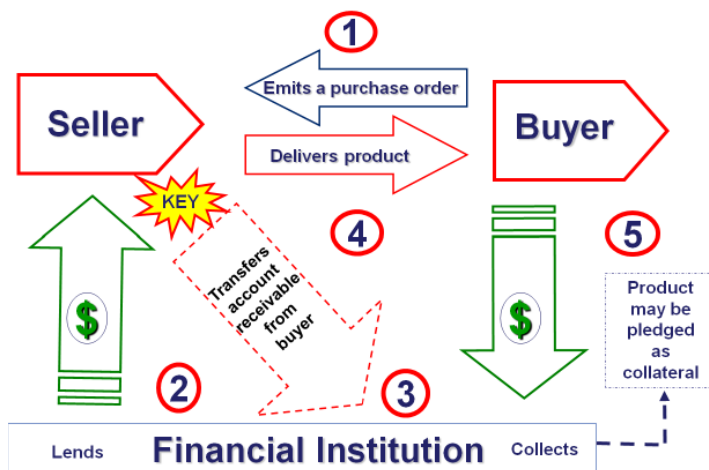 1
Emits a purchase order
Seller
Buyer
Delivers product
KEY
4
5
Transfers
account
receivable
from
buyer
$
$
Product
may be
pledged
as
collateral
2
3
Lends
Financial Institution
Collects